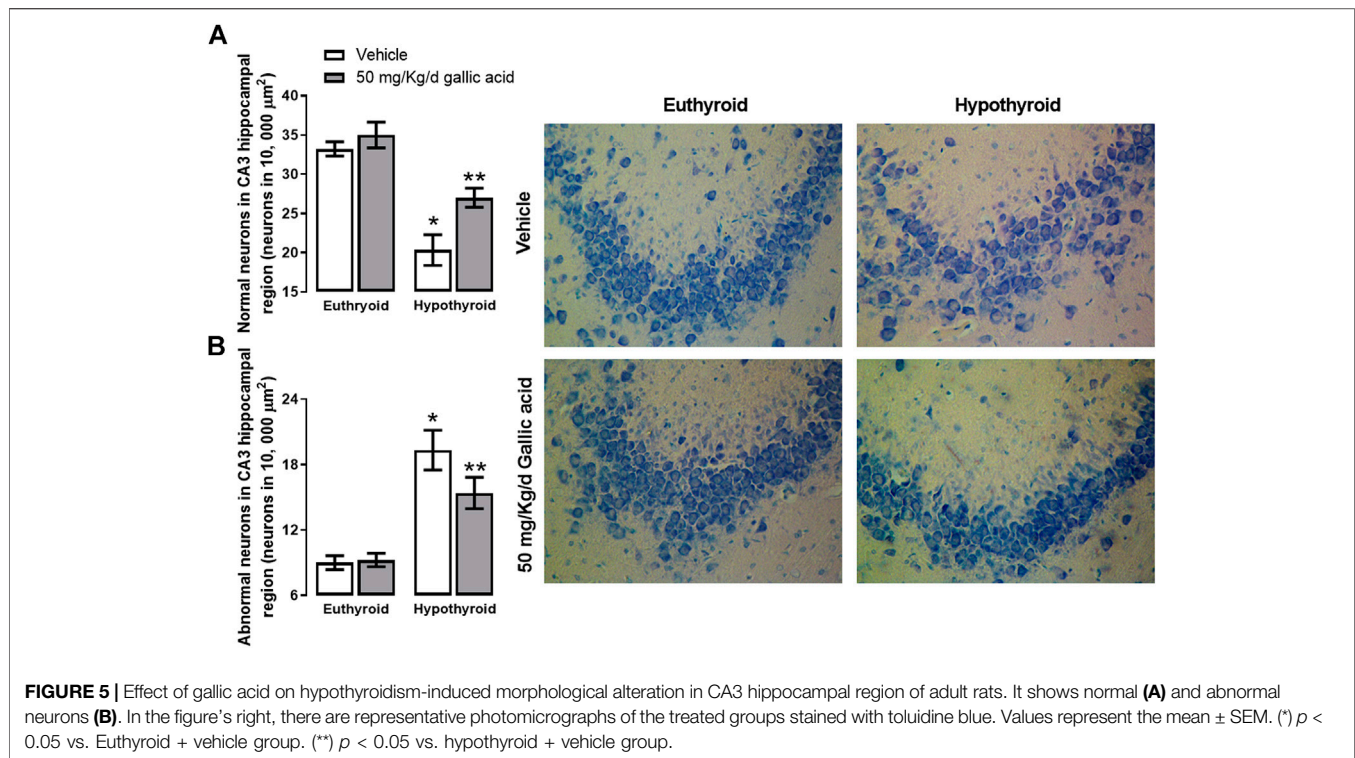 A
Vehicle
50 mg/Kg/d gallic acid
Normal neurons in CA3 hippocampal
region (neurons in 10, 000 µm²)
40
35
30
25
20
15
*
**
Euthryoid
Hypothyroid
B
Abnormal neurons in CA3 hippocampal
region (neurons in 10, 000 µm²)
24
18
12
6
*
**
Euthyroid
Hypothyroid
Euthyroid
Hypothyroid
Vehicle
50 mg/Kg/d Gallic acid
FIGURE 5 | Effect of gallic acid on hypothyroidism-induced morphological alteration in CA3 hippocampal region of adult rats. It shows normal (A) and abnormal
neurons (B). In the figure's right, there are representative photomicrographs of the treated groups stained with toluidine blue. Values represent the mean ± SEM. (*) p <
0.05 vs. Euthyroid + vehicle group. (**) p < 0.05 vs. hypothyroid + vehicle group.